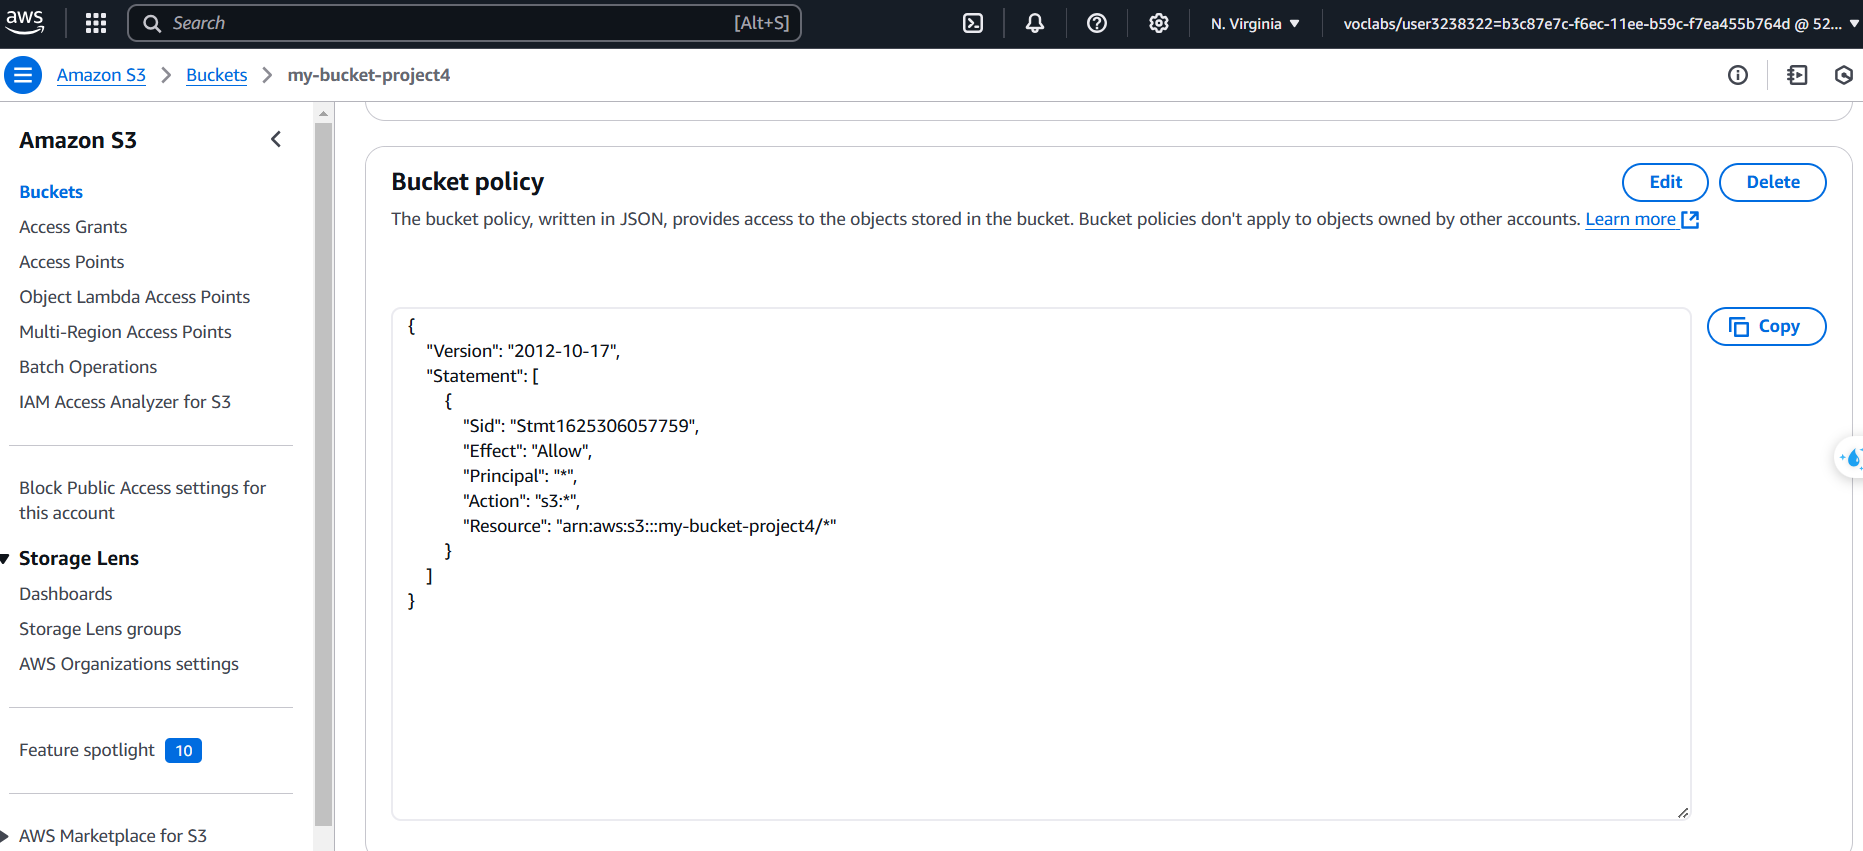 aws
Search [Alt+S]
N. Virginia
voclabs/user3238322=b3c87e7c-f6ec-11ee-b59c-f7ea455b764d @ 52...
Amazon S3 Buckets my-bucket-project4
Amazon S3
Buckets
Access Grants
Access Points
Object Lambda Access Points
Multi-Region Access Points
Batch Operations
IAM Access Analyzer for S3
Block Public Access settings for
this account
Storage Lens
Dashboards
Storage Lens groups
AWS Organizations settings
Feature spotlight 10
AWS Marketplace for S3
Bucket policy
Edit
Delete
The bucket policy, written in JSON, provides access to the objects stored in the bucket. Bucket policies don't apply to objects owned by other accounts. Learn more
Copy
{
"Version": "2012-10-17",
"Statement": [
{
"Sid": "Stmt1625306057759",
"Effect": "Allow",
"Principal": "*",
"Action": "s3:*",
"Resource": "arn:aws:s3:::my-bucket-project4/*"
}
]
}